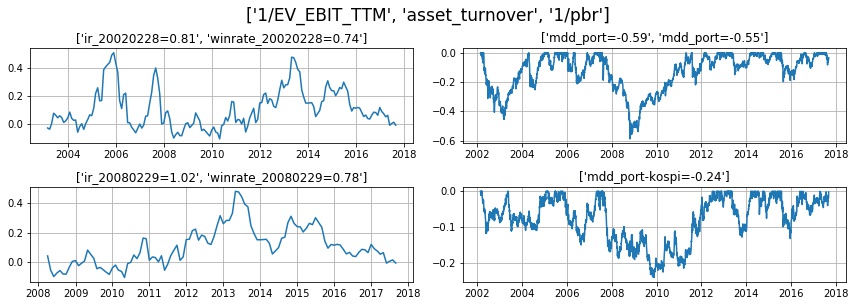 ['1/EV_EBIT_TTM', 'asset_turnover', '1/pbr']
['ir_20020228=0.81', 'winrate_20020228=0.74']
0.4
0.2
0.0
2004 2006 2008 2010 2012 2014 2016 2018
['mdd_port=-0.59', 'mdd_port=-0.55']
0.0
−0.2
−0.4
−0.6
2002 2004 2006 2008 2010 2012 2014 2016 2018
['ir_20080229=1.02', 'winrate_20080229=0.78']
0.4
0.2
0.0
2008 2009 2010 2011 2012 2013 2014 2015 2016 2017 2018
['mdd_port-kospi=-0.24']
0.0
−0.1
−0.2
2002 2004 2006 2008 2010 2012 2014 2016 2018